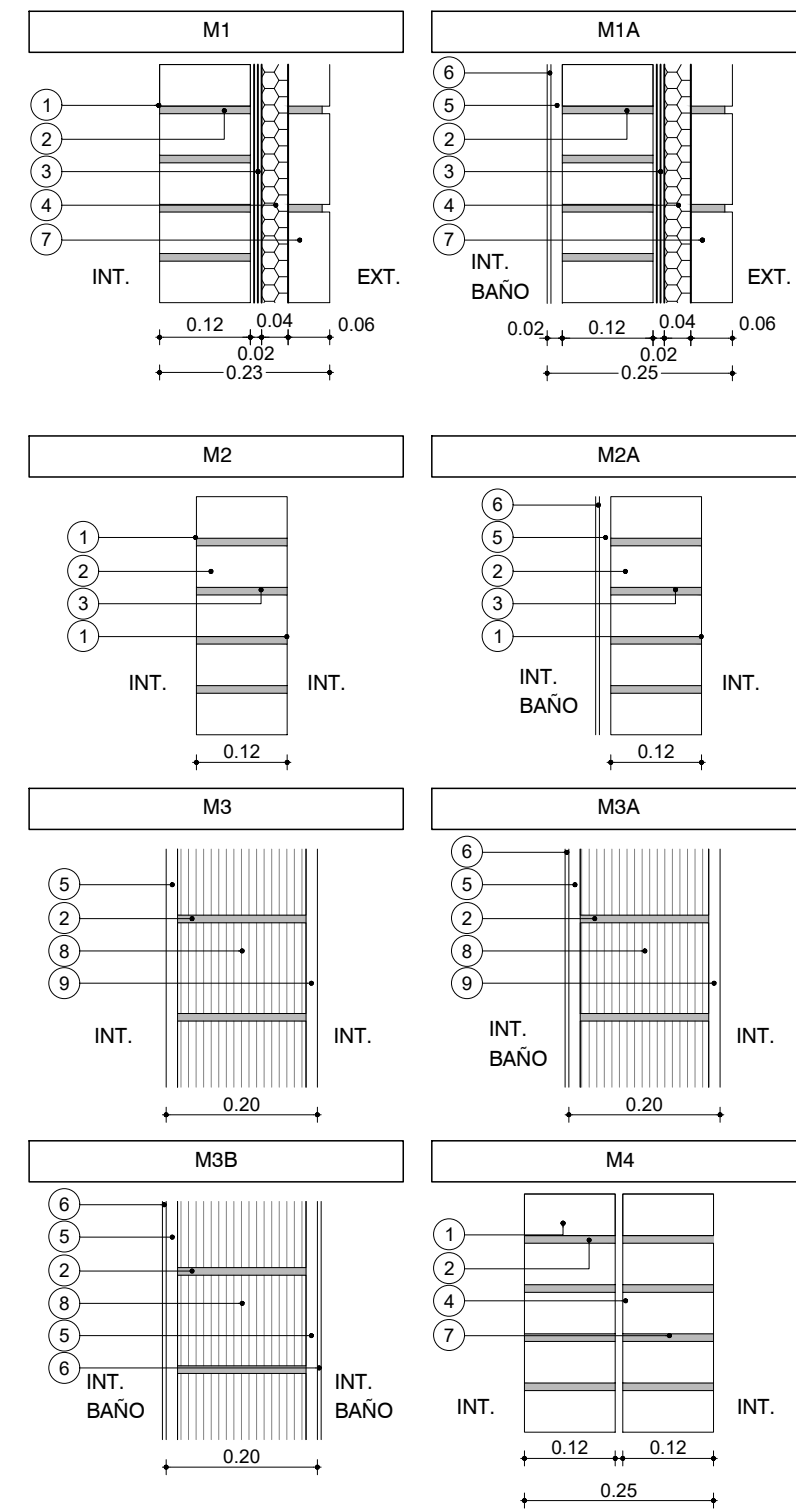 M1
1
2
3
4
7
INT.
EXT.
0.12
0.04
0.06
0.02
0.23
M1A
6
5
2
3
4
7
INT.
BAÑO
EXT.
0.02
0.12
0.04
0.06
0.02
0.25
M2
1
2
3
1
INT.
INT.
0.12
M2A
6
5
2
3
1
INT.
BAÑO
INT.
0.12
M3
5
2
8
9
INT.
INT.
0.20
M3A
6
5
2
8
9
INT.
BAÑO
INT.
0.20
M3B
6
5
2
8
5
6
INT.
BAÑO
INT.
BAÑO
0.20
M4
1
2
4
7
INT.
INT.
0.12
0.12
0.25